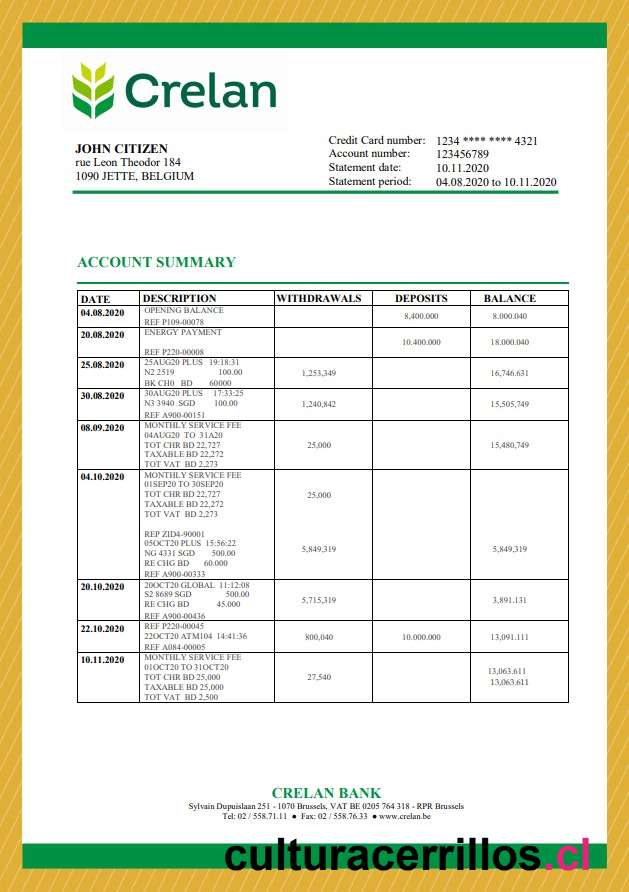 Crelan
JOHN CITIZEN
rue Leon Theodor 184
1090 JETTE, BELGIUM
Credit Card number: 1234 **** **** 4321
Account number: 123456789
Statement date: 10.11.2020
Statement period: 04.08.2020 to 10.11.2020
ACCOUNT SUMMARY
DATE DESCRIPTION WITHDRAWALS DEPOSITS BALANCE
04.08.2020 OPENING BALANCE
8,400.000 8.000.040
REF P109-00078
20.08.2020 ENERGY PAYMENT
10.400.000 18.000.040
REF P220-00008
25.08.2020 25AUG20 PLUS 19:18:31
N2 2519 100.00 1,253,349 16,746.631
BK CH0 BD 60000
30.08.2020 30AUG20 PLUS 17:33:25
N3 3940 SGD 100.00 1,240,842 15,505,749
REF A900-00151
08.09.2020 MONTHLY SERVICE FEE
04AUG20 TO 31A20
TOT CHR BD 22,727 25,000 15,480,749
TAXABLE BD 22,272
TOT VAT BD 2,273
04.10.2020 MONTHLY SERVICE FEE
01SEP20 TO 30SEP20
TOT CHR BD 22,727 25,000
TAXABLE BD 22,272
TOT VAT BD 2,273
REP ZID4-90001
05OCT20 PLUS 15:56:22
NG 4331 SGD 500.00 5,849,319 5,849,319
RE CHG BD 60.000
REF A900-00333
20.10.2020 20OCT20 GLOBAL 11:12:08
S2 8689 SGD 500.00
5,715,319 3,891.131
RE CHG BD 45.000
REF A900-00436
22.10.2020 REF P220-00045
22OCT20 ATM104 14:41:36 800,040 10.000.000 13,091.111
REF A084-00005
10.11.2020 MONTHLY SERVICE FEE
01OCT20 TO 31OCT20
13,063.611
TOT CHR BD 25,000 27,540
13,063.611
TAXABLE BD 25,000
TOT VAT BD 2,500
CRELAN BANK
Sylvain Dupuislaan 251 - 1070 Brussels, VAT BE 0205 764 318 - RPR Brussels
Tel: 02 / 558.71.11 ● Fax: 02 / 558.76.33 ● www.crelan.be
culturacerrillos.cl